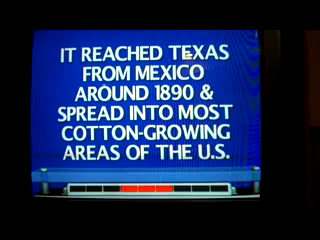 IT REACHED TEXAS
FROM MEXICO
AROUND 1890 &
SPREAD INTO MOST
COTTON-GROWING
AREAS OF THE U.S.